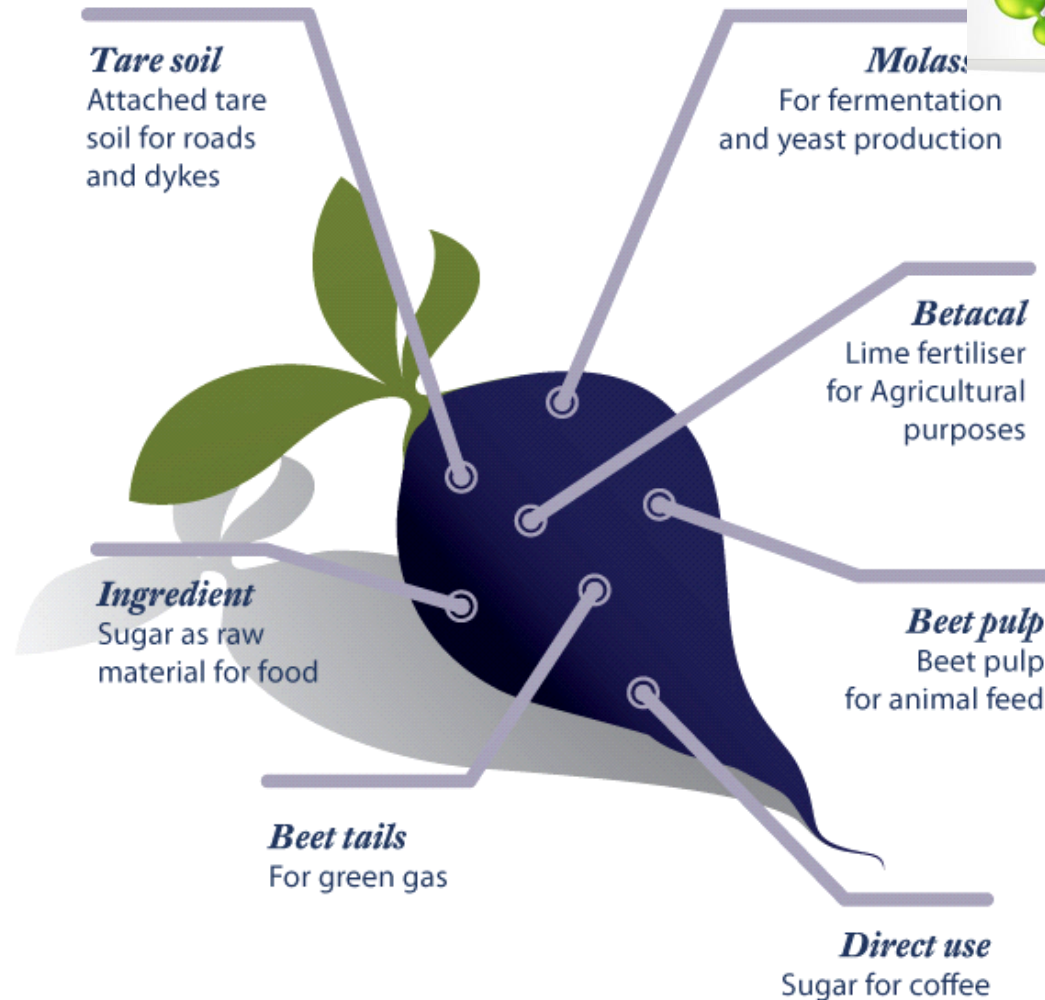 Tare soil
Attached tare
soil for roads
and dykes
Molass
For fermentation
and yeast production
Betacal
Lime fertiliser
for Agricultural
purposes
Ingredient
Sugar as raw
material for food
Beet pulp
Beet pulp
for animal feed
Beet tails
For green gas
Direct use
Sugar for coffee